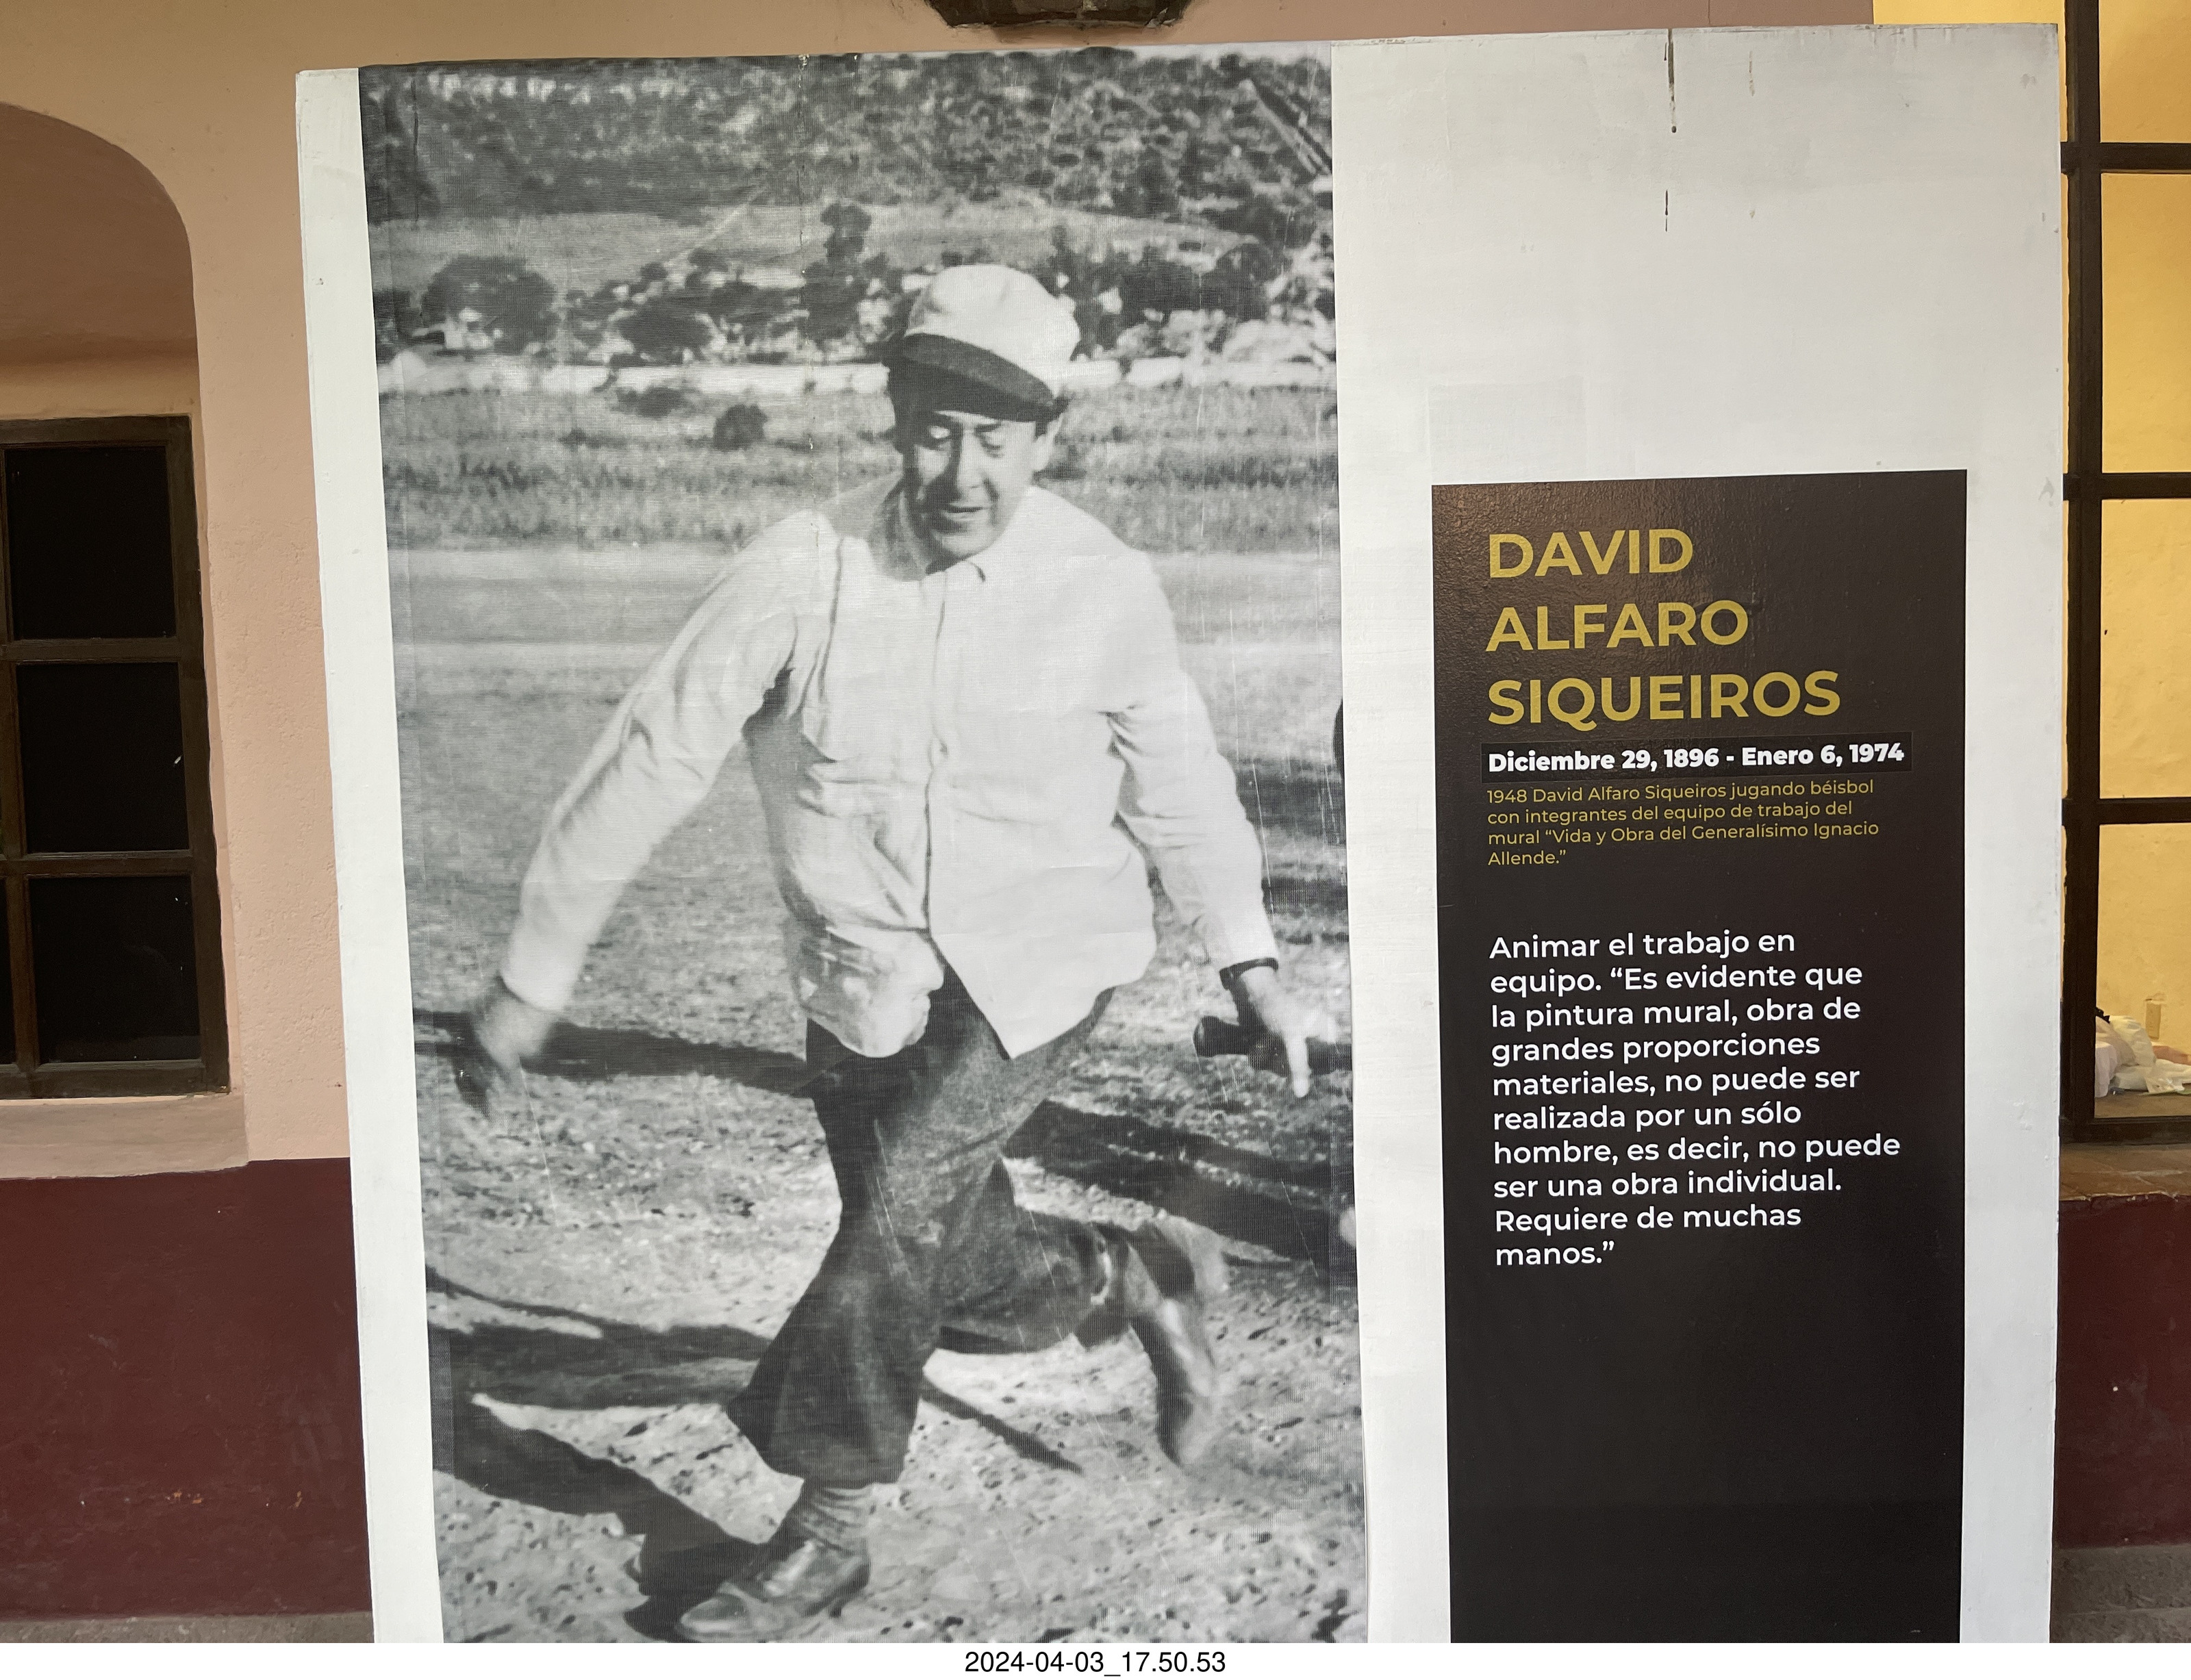 DAVID
ALFARO
SIQUEIROS
Diciembre 29, 1896 - Enero 6, 1974
1948 David Alfaro Siqueiros jugando béisbol
con integrantes del equipo de trabajo del
mural “Vida y Obra del Generalísimo Ignacio
Allende.”
Animar el trabajo en
equipo. “Es evidente que
la pintura mural, obra de
grandes proporciones
materiales, no puede ser
realizada por un sólo
hombre, es decir, no puede
ser una obra individual.
Requiere de muchas
manos.”
2024-04-03_17.50.53